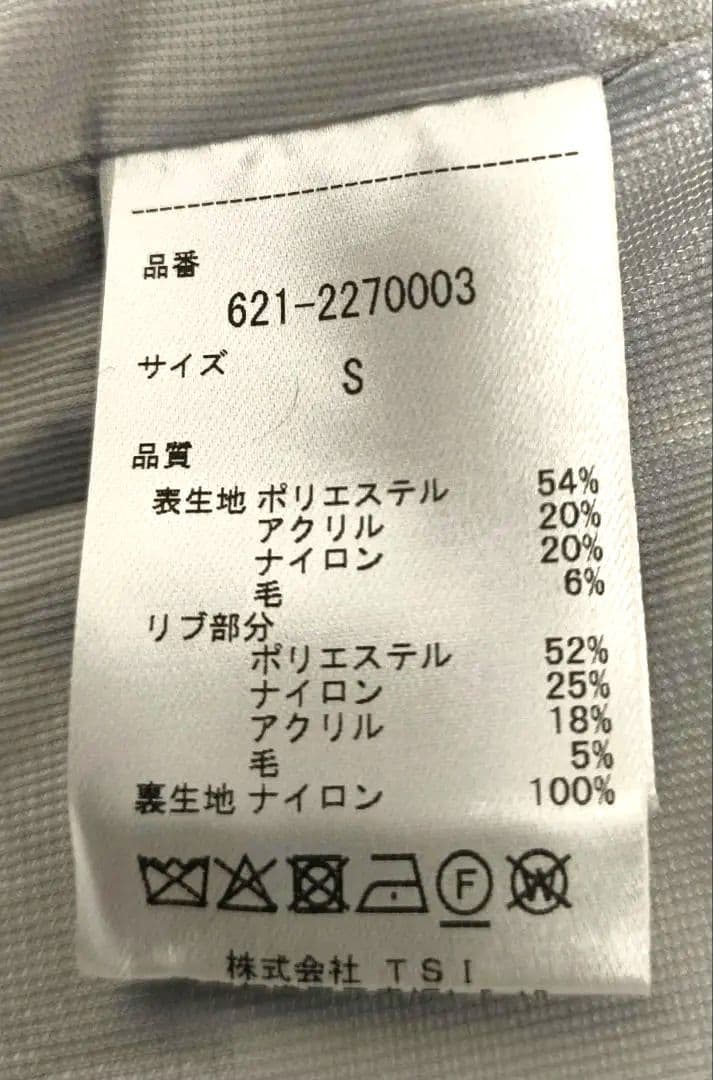 品番
621-2270003
サイズ S
品質
表生地 ポリエステル 54%
アクリル 20%
ナイロン 20%
毛 6%
リブ部分
ポリエステル 52%
ナイロン 25%
アクリル 18%
毛 5%
裏生地 ナイロン 100%
F W
株式会社 TSI